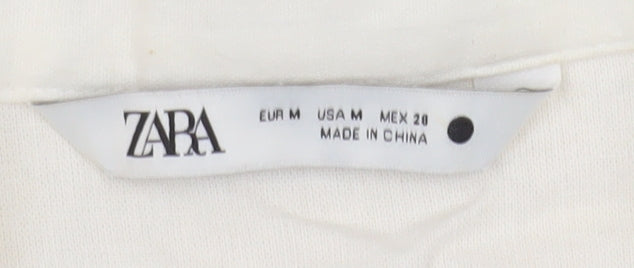 ZARA
EUR M USA M MEX 28
MADE IN CHINA